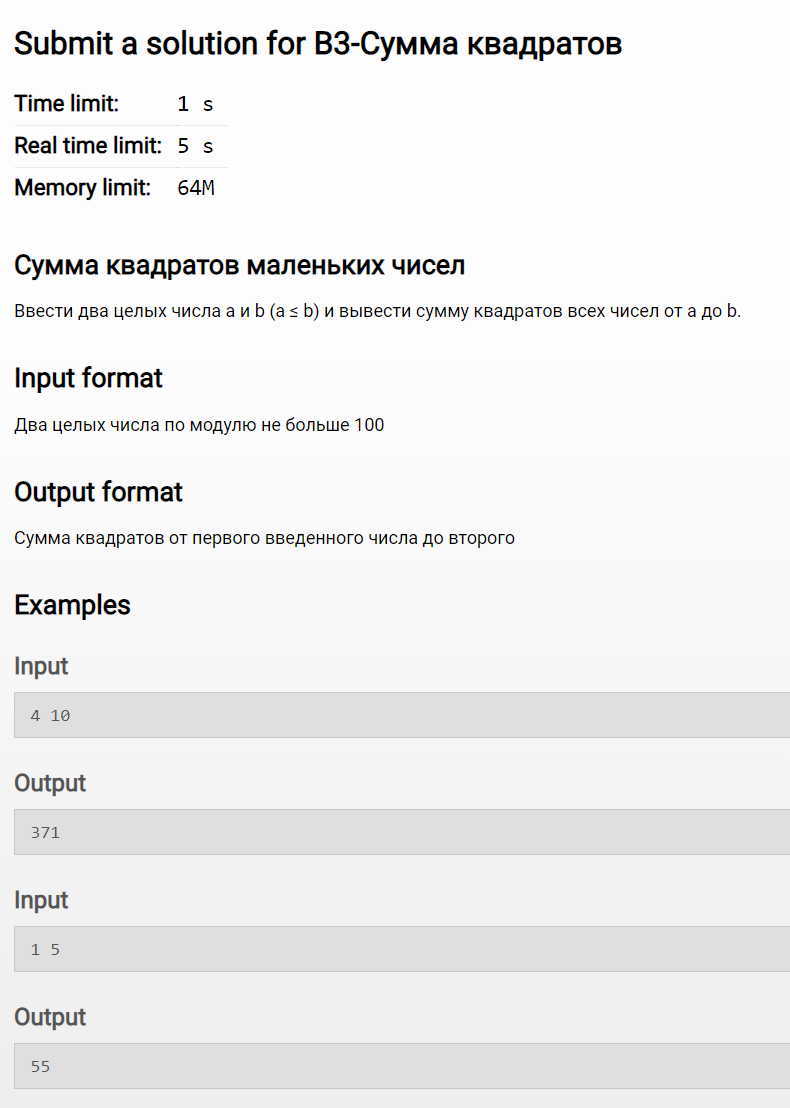 Submit a solution for B3-Сумма квадратов
Time limit: 1 s
Real time limit: 5 s
Memory limit: 64M
Сумма квадратов маленьких чисел
Ввести два целых числа a и b (a ≤ b) и вывести сумму квадратов всех чисел от a до b.
Input format
Два целых числа по модулю не больше 100
Output format
Сумма квадратов от первого введенного числа до второго
Examples
Input
4 10
Output
371
Input
1 5
Output
55